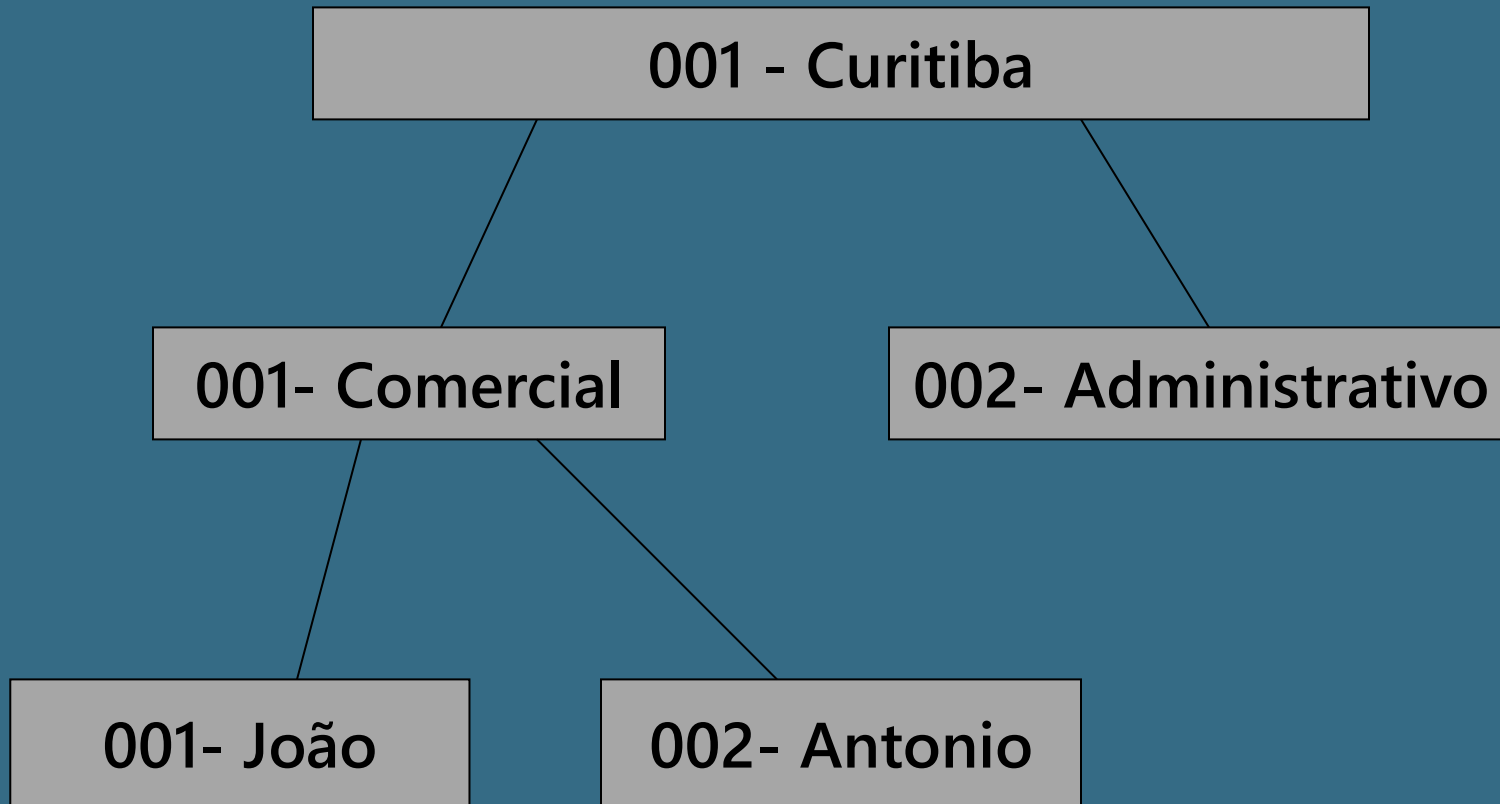 001 - Curitiba
001- Comercial
002- Administrativo
001- João
002- Antonio